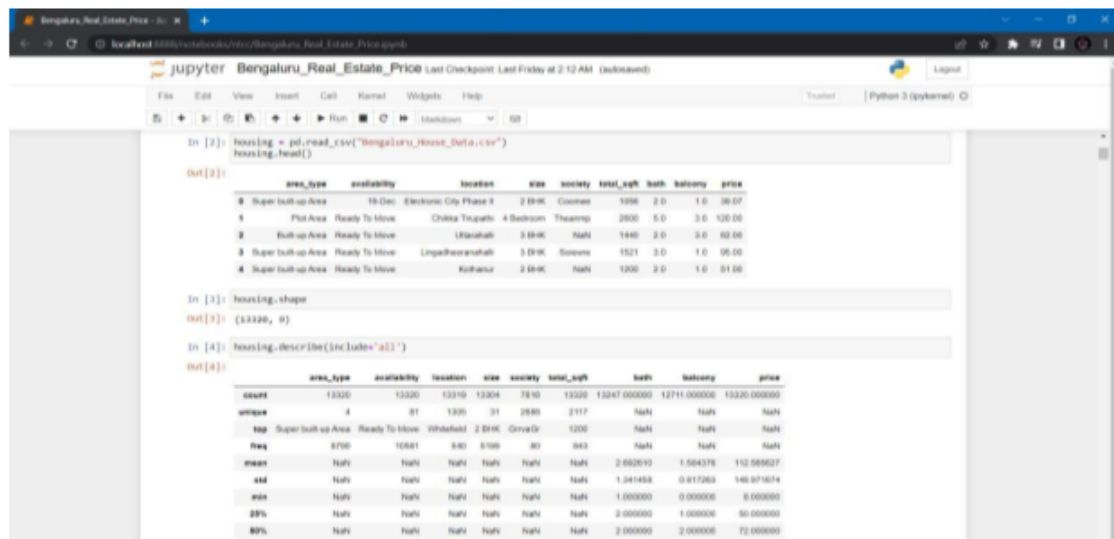 Bengaluru_Real_Estate_Price - Ju
localhost:8888/notebooks/ntcc/Bengaluru_Real_Estate_Price.ipynb
jupyter Bengaluru_Real_Estate_Price Last Checkpoint: Last Friday at 2:12 AM (autosaved) Logout
File Edit View Insert Cell Kernel Widgets Help Trusted Python 3 (ipykernel)
Run Markdown
In [2]: housing = pd.read_csv("Bengaluru_House_Data.csv")
housing.head()
Out[2]:
area_type availability location size society total_sqft bath balcony price
0 Super built-up Area 19-Dec Electronic City Phase II 2 BHK Coomee 1056 2.0 1.0 39.07
1 Plot Area Ready To Move Chikka Tirupathi 4 Bedroom Theanmp 2600 5.0 3.0 120.00
2 Built-up Area Ready To Move Uttarahalli 3 BHK NaN 1440 2.0 3.0 62.00
3 Super built-up Area Ready To Move Lingadheeranahalli 3 BHK Soiewre 1521 3.0 1.0 95.00
4 Super built-up Area Ready To Move Kothanur 2 BHK NaN 1200 2.0 1.0 51.00
In [3]: housing.shape
Out[3]: (13320, 9)
In [4]: housing.describe(include='all')
Out[4]:
area_type availability location size society total_sqft bath balcony price
count 13320 13320 13319 13304 7818 13320 13247.000000 12711.000000 13320.000000
unique 4 81 1305 31 2688 2117 NaN NaN NaN
top Super built-up Area Ready To Move Whitefield 2 BHK GrrvaGr 1200 NaN NaN NaN
freq 8790 10581 540 5199 80 843 NaN NaN NaN
mean NaN NaN NaN NaN NaN NaN 2.692610 1.584376 112.565627
std NaN NaN NaN NaN NaN NaN 1.341458 0.817263 148.971674
min NaN NaN NaN NaN NaN NaN 1.000000 0.000000 8.000000
25% NaN NaN NaN NaN NaN NaN 2.000000 1.000000 50.000000
50% NaN NaN NaN NaN NaN NaN 2.000000 2.000000 72.000000